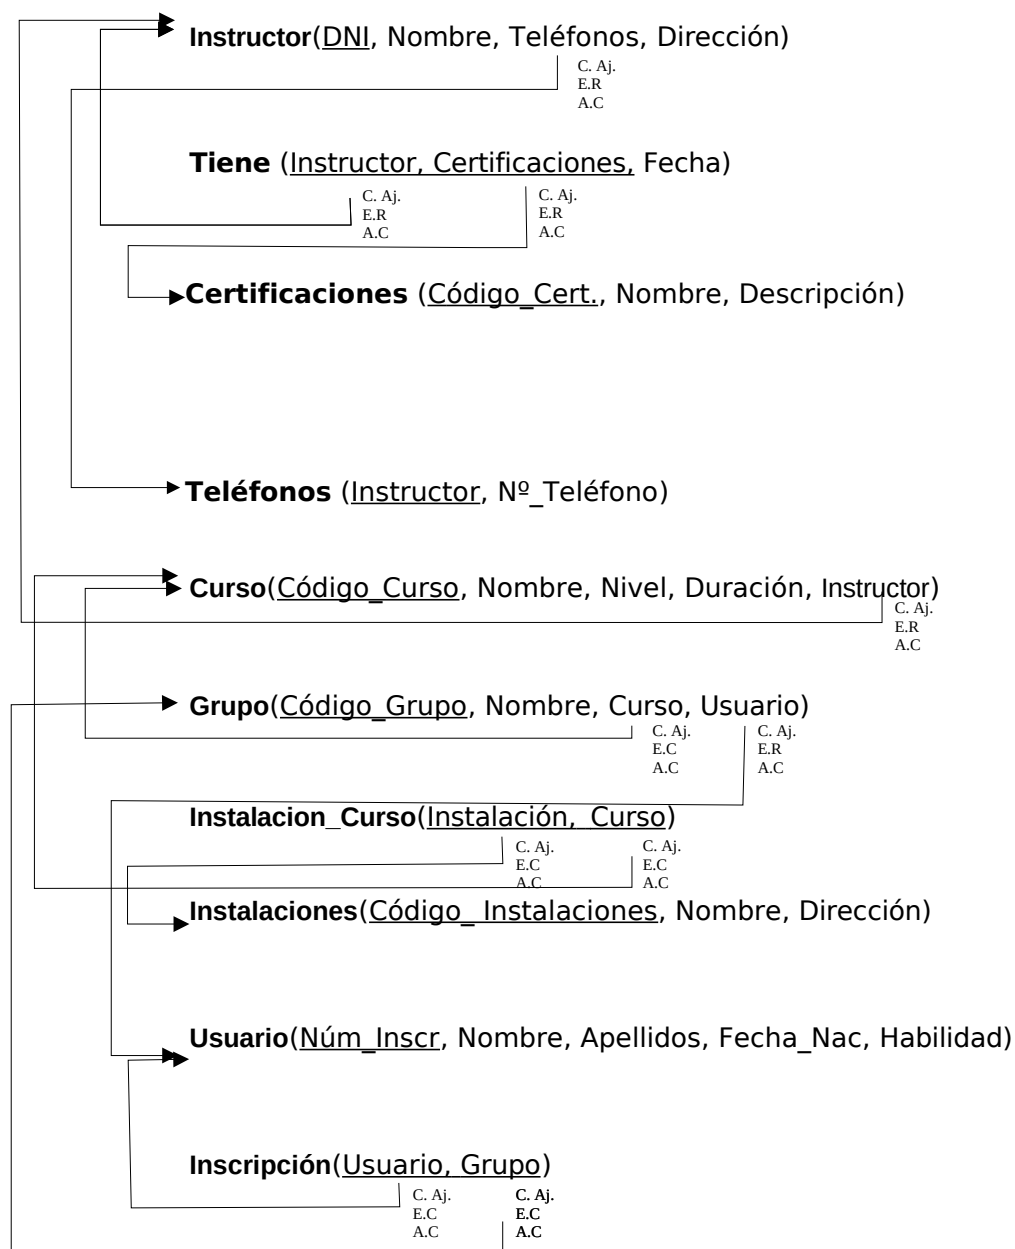 Instructor(DNI, Nombre, Teléfonos, Dirección)
C. Aj.
E.R
A.C
Tiene (Instructor, Certificaciones, Fecha)
C. Aj.
E.R
A.C
C. Aj.
E.R
A.C
Certificaciones (Código_Cert., Nombre, Descripción)
Teléfonos (Instructor, Nº_Teléfono)
Curso(Código_Curso, Nombre, Nivel, Duración, Instructor)
C. Aj.
E.R
A.C
Grupo(Código_Grupo, Nombre, Curso, Usuario)
C. Aj.
E.C
A.C
C. Aj.
E.R
A.C
Instalacion_Curso(Instalación, Curso)
C. Aj.
E.C
A.C
C. Aj.
E.C
A.C
Instalaciones(Código_ Instalaciones, Nombre, Dirección)
Usuario(Núm_Inscr, Nombre, Apellidos, Fecha_Nac, Habilidad)
Inscripción(Usuario, Grupo)
C. Aj.
E.C
A.C
C. Aj.
E.C
A.C